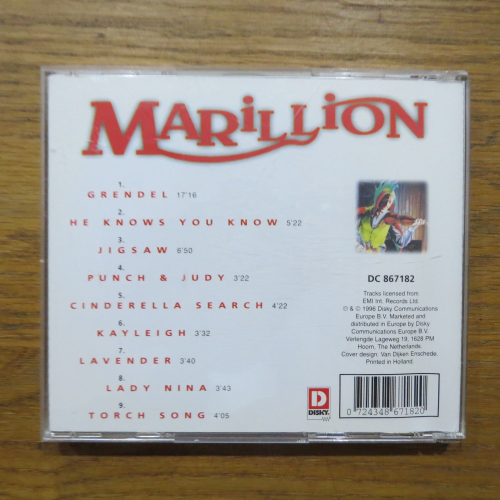 MARiLLiON
1.
GRENDEL 17'16
2.
HE KNOWS YOU KNOW 5'22
3.
JIGSAW 6'50
4.
PUNCH & JUDY 3'22
5.
CINDERELLA SEARCH 4'22
6.
KAYLEIGH 3'32
7.
LAVENDER 3'40
8.
LADY NINA 3'43
9.
TORCH SONG 4'05
DC 867182
Tracks licensed from
EMI Int. Records Ltd.
℗ & © 1996 Disky Communications
Europe B.V. Marketed and
distributed in Europe by Disky
Communications Europe B.V.
Verlengde Lageweg 19, 1628 PM
Hoorn, The Netherlands.
Cover design: Van Dijken Enschede.
Printed in Holland.
D
DISKY
0 724348 671820